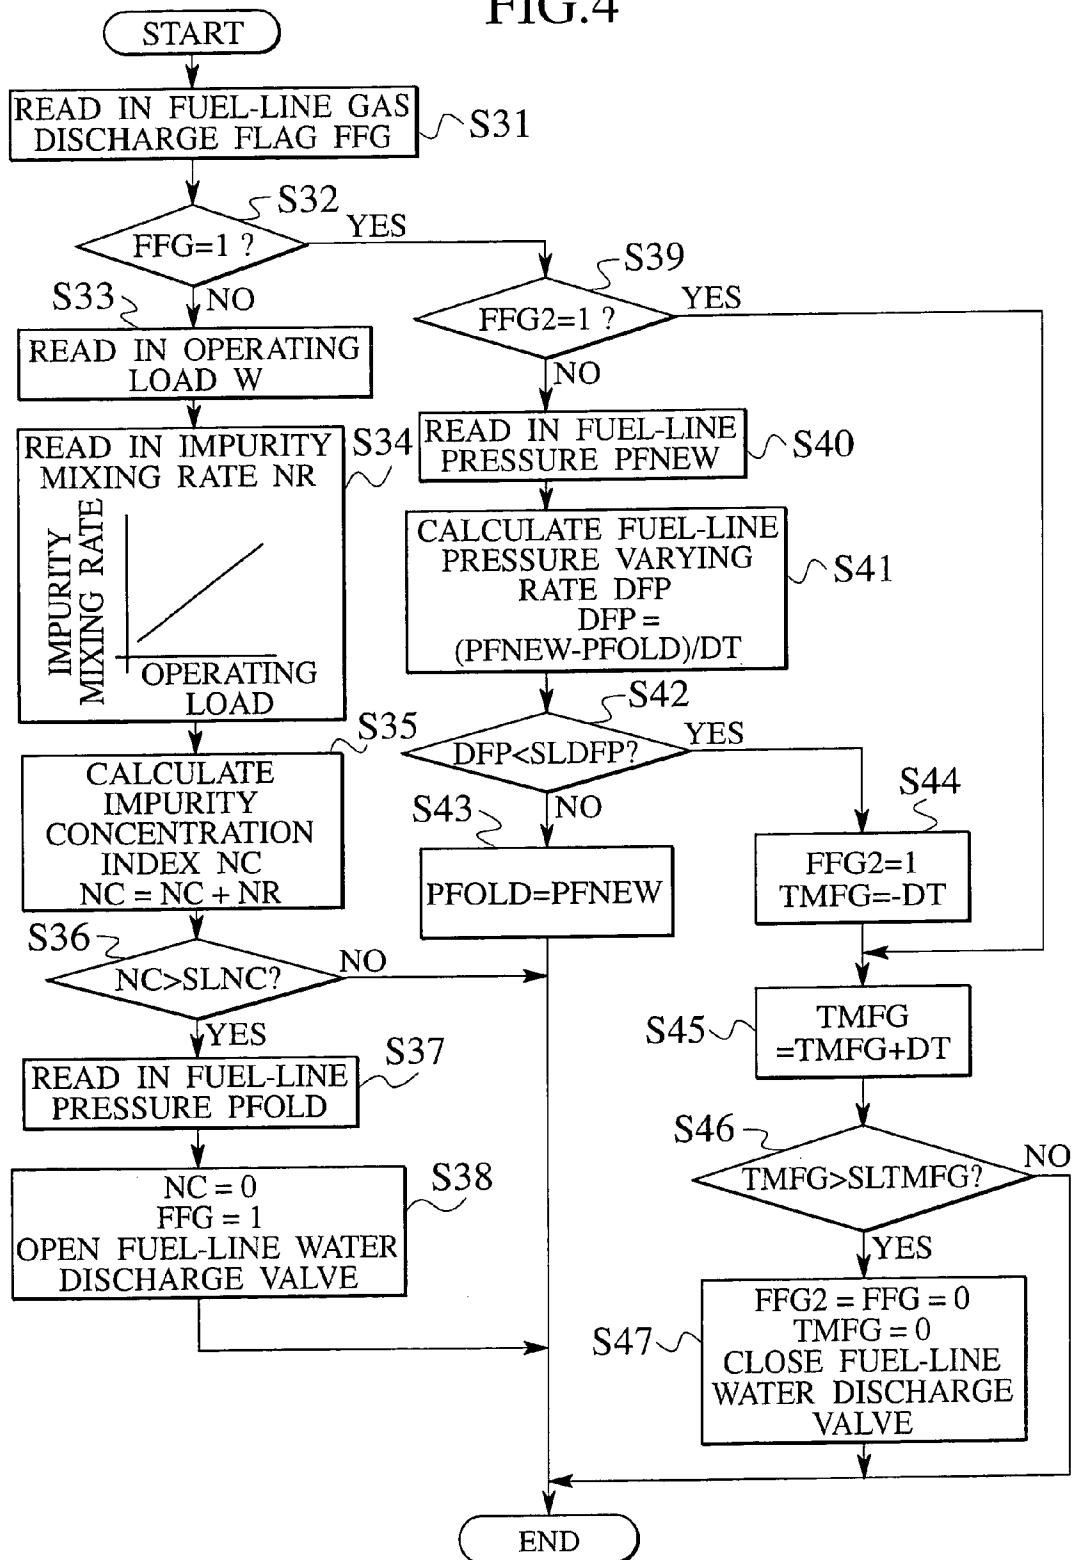 FIG.4
START
READ IN FUEL-LINE GAS
DISCHARGE FLAG FFG
S31
S32
FFG=1 ?
YES
NO
S33
READ IN OPERATING
LOAD W
S34
READ IN IMPURITY
MIXING RATE NR
IMPURITY
MIXING RATE
OPERATING
LOAD
S35
CALCULATE
IMPURITY
CONCENTRATION
INDEX NC
NC = NC + NR
S36
NC>SLNC?
NO
YES
S37
READ IN FUEL-LINE
PRESSURE PFOLD
S38
NC = 0
FFG = 1
OPEN FUEL-LINE WATER
DISCHARGE VALVE
S39
FFG2=1 ?
YES
NO
READ IN FUEL-LINE
PRESSURE PFNEW
S40
CALCULATE FUEL-LINE
PRESSURE VARYING
RATE DFP
DFP =
(PFNEW-PFOLD)/DT
S41
S42
DFP<SLDFP?
YES
NO
S43
PFOLD=PFNEW
S44
FFG2=1
TMFG=-DT
S45
TMFG
=TMFG+DT
S46
TMFG>SLTMFG?
NO
YES
S47
FFG2 = FFG = 0
TMFG = 0
CLOSE FUEL-LINE
WATER DISCHARGE
VALVE
END